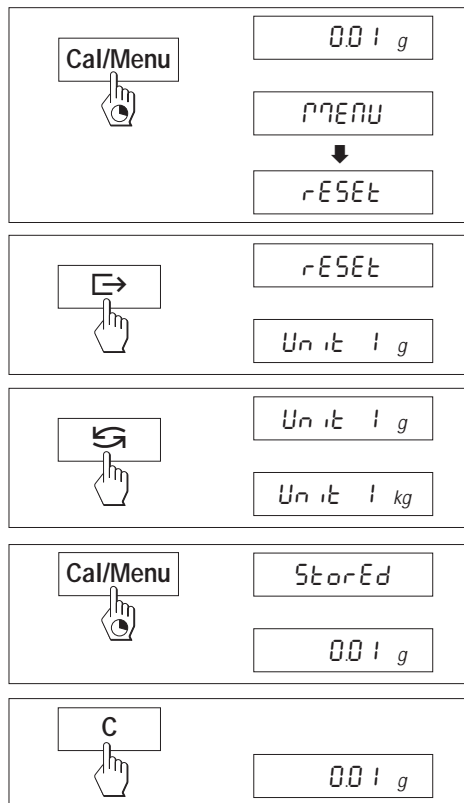 Cal/Menu
0.01 g
MENU
rESEt
rESEt
Unit 1 g
Unit 1 g
Unit 1 kg
Cal/Menu
StorEd
0.01 g
C
0.01 g